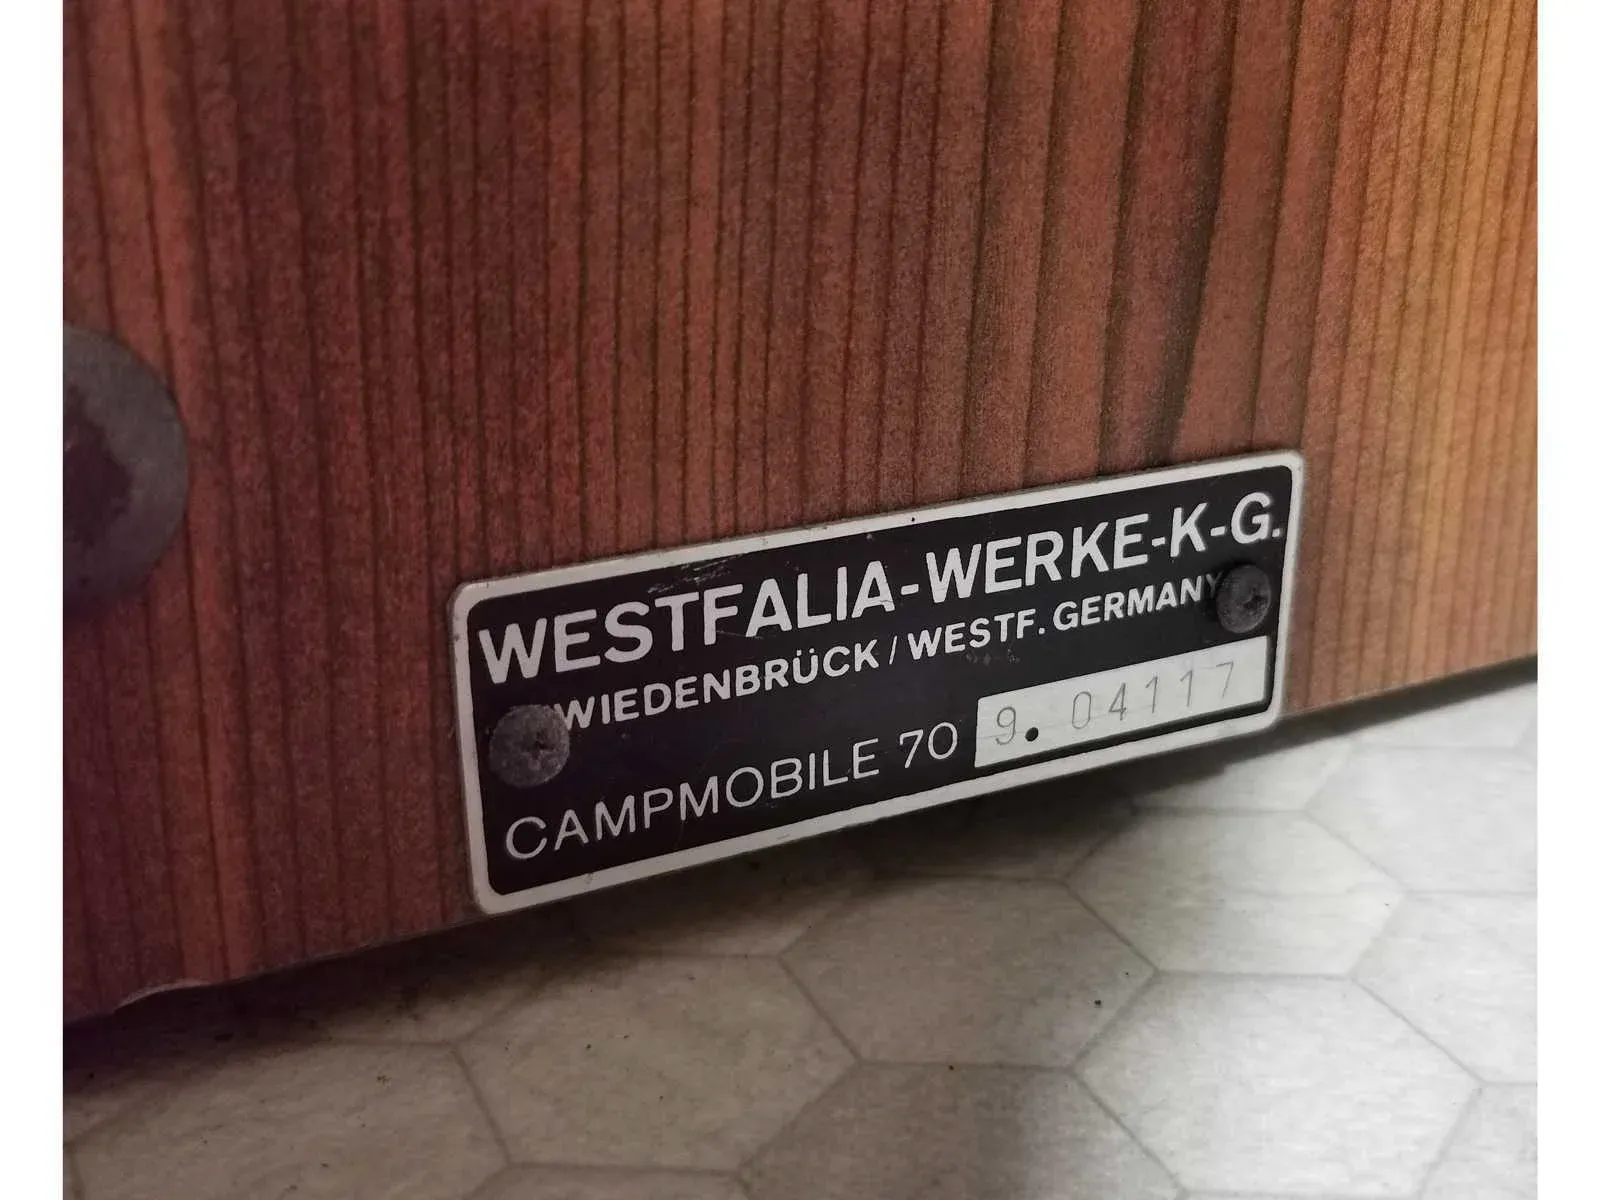 WESTFALIA-WERKE-K-G.
WIEDENBRÜCK / WESTF. GERMANY
CAMPMOBILE 70 9. 04117